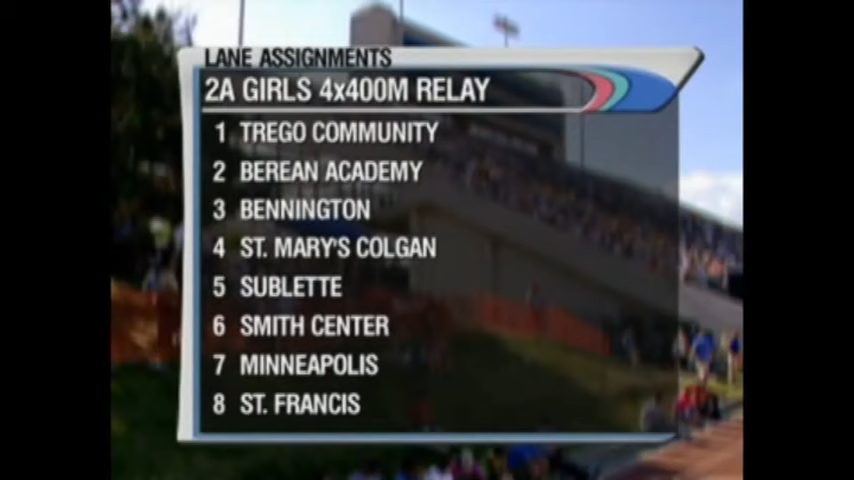 LANE ASSIGNMENTS
2A GIRLS 4x400M RELAY
1 TREGO COMMUNITY
2 BEREAN ACADEMY
3 BENNINGTON
4 ST. MARY'S COLGAN
5 SUBLETTE
6 SMITH CENTER
7 MINNEAPOLIS
8 ST. FRANCIS